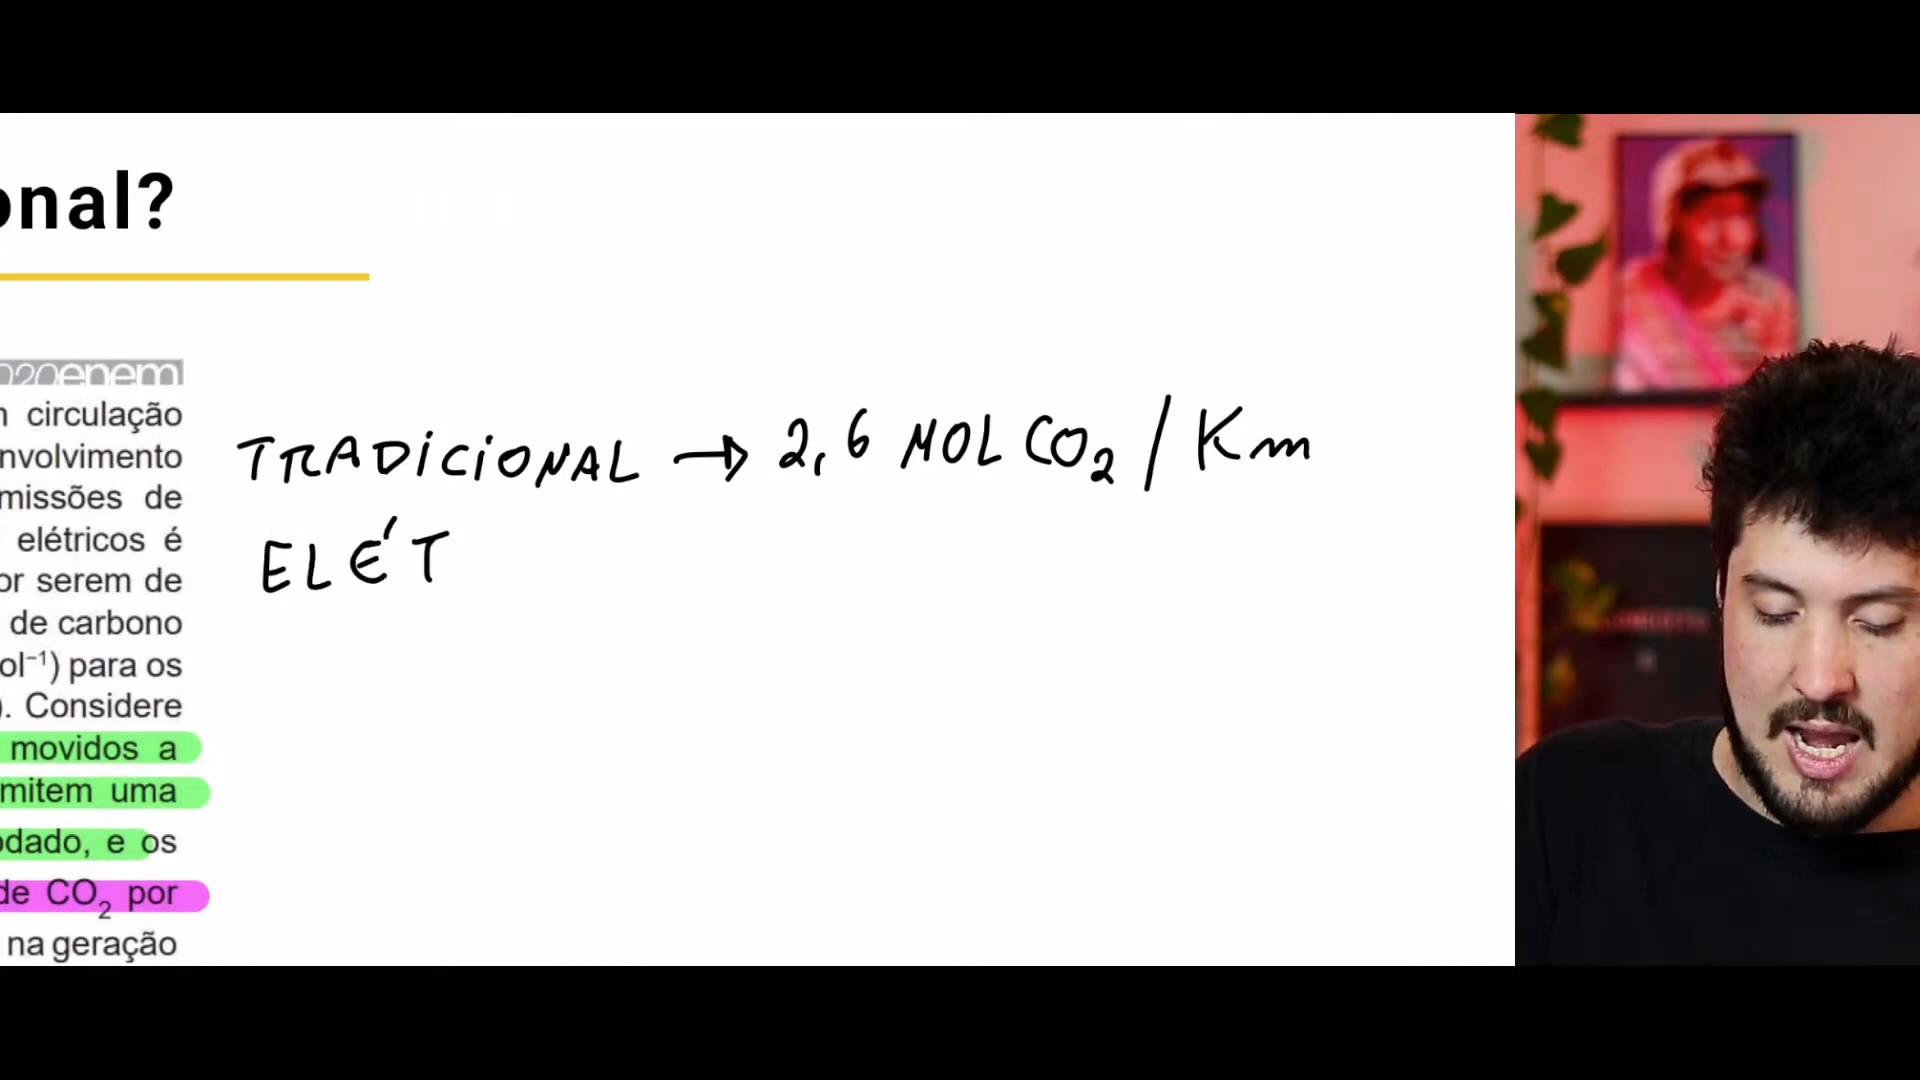 onal?
2020enem
circulação
TRADICIONAL → 2,6 MOL CO₂ / Km
nvolvimento
missões de
ELÉT
elétricos é
or serem de
de carbono
ol⁻¹) para os
). Considere
movidos a
mitem uma
odado, e os
de CO₂ por
na geração